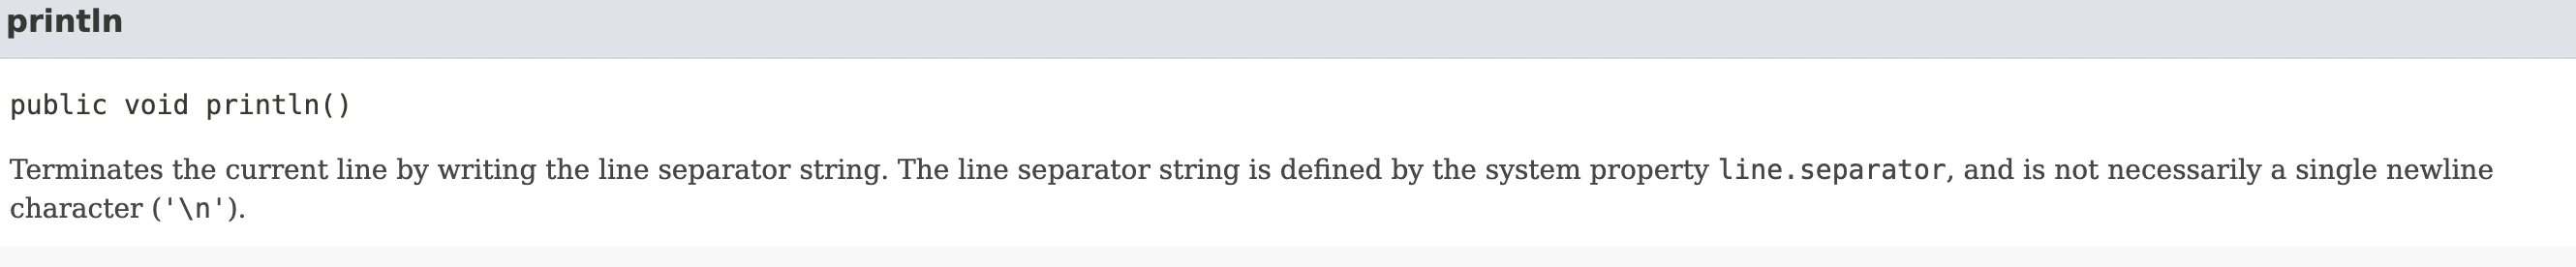 println
public void println()
Terminates the current line by writing the line separator string. The line separator string is defined by the system property line.separator, and is not necessarily a single newline
character ('\n').